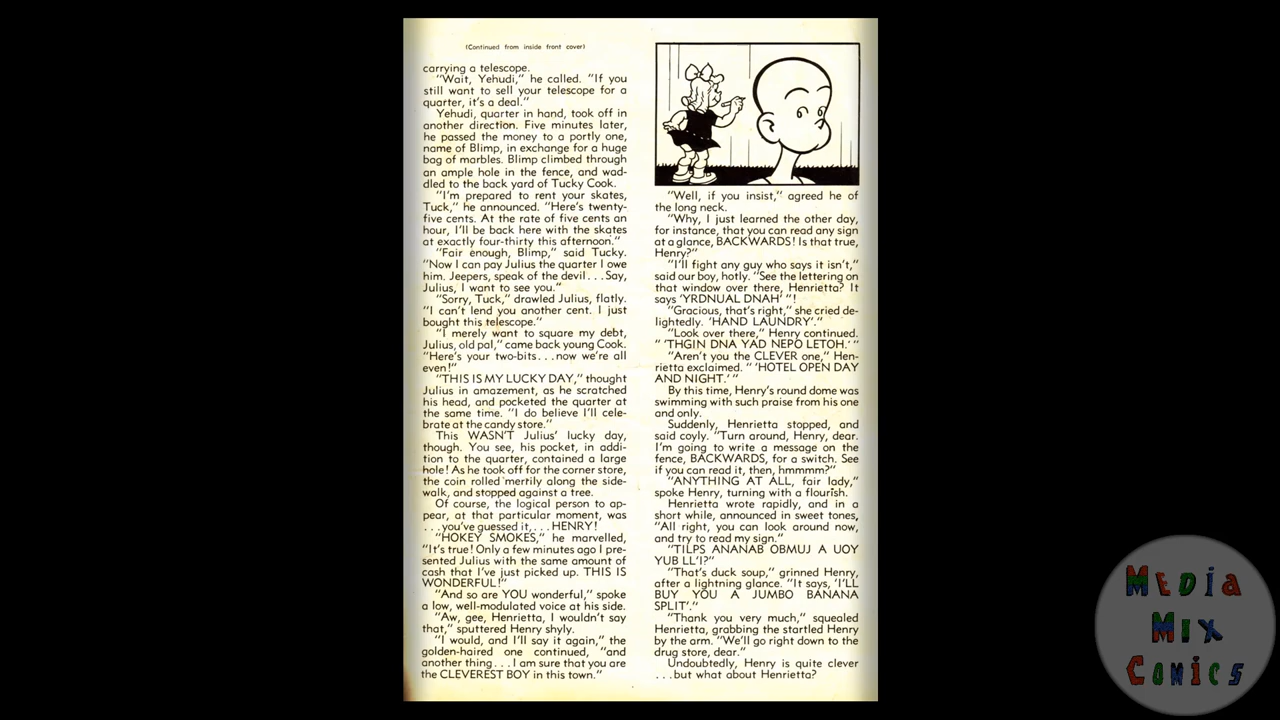 (Continued from inside front cover)
carrying a telescope.
"Wait, Yehudi," he called. "If you
still want to sell your telescope for a
quarter, it's a deal."
Yehudi, quarter in hand, took off in
another direction. Five minutes later,
he passed the money to a portly one,
name of Blimp, in exchange for a huge
bag of marbles. Blimp climbed through
an ample hole in the fence, and wad-
dled to the back yard of Tucky Cook.
"I'm prepared to rent your skates,
Tuck," he announced. "Here's twenty-
five cents. At the rate of five cents an
hour, I'll be back here with the skates
at exactly four-thirty this afternoon."
"Fair enough, Blimp," said Tucky.
"Now I can pay Julius the quarter I owe
him. Jeepers, speak of the devil...Say,
Julius, I want to see you."
"Sorry, Tuck," drawled Julius, flatly.
"I can't lend you another cent. I just
bought this telescope."
"I merely want to square my debt,
Julius, old pal," came back young Cook.
"Here's your two-bits...now we're all
even!"
"THIS IS MY LUCKY DAY," thought
Julius in amazement, as he scratched
his head, and pocketed the quarter at
the same time. "I do believe I'll cele-
brate at the candy store."
This WASN'T Julius' lucky day,
though. You see, his pocket, in addi-
tion to the quarter, contained a large
hole! As he took off for the corner store,
the coin rolled merrily along the side-
walk, and stopped against a tree.
Of course, the logical person to ap-
pear, at that particular moment, was
...you've guessed it,...HENRY!
"HOKEY SMOKES," he marvelled,
"It's true! Only a few minutes ago I pre-
sented Julius with the same amount of
cash that I've just picked up. THIS IS
WONDERFUL!"
"And so are YOU wonderful," spoke
a low, well-modulated voice at his side.
"Aw, gee, Henrietta, I wouldn't say
that," sputtered Henry shyly.
"I would, and I'll say it again," the
golden-haired one continued, "and
another thing...I am sure that you are
the CLEVEREST BOY in this town."
"Well, if you insist," agreed he of
the long neck.
"Why, I just learned the other day,
for instance, that you can read any sign
at a glance, BACKWARDS! Is that true,
Henry?"
"I'll fight any guy who says it isn't,"
said our boy, hotly. "See the lettering on
that window over there, Henrietta? It
says 'YRDNUAL DNAH' "!
"Gracious, that's right," she cried de-
lightedly. 'HAND LAUNDRY'."
"Look over there," Henry continued.
" 'THGIN DNA YAD NEPO LETOH.' "
"Aren't you the CLEVER one," Hen-
rietta exclaimed. " 'HOTEL OPEN DAY
AND NIGHT.' "
By this time, Henry's round dome was
swimming with such praise from his one
and only.
Suddenly, Henrietta stopped, and
said coyly. "Turn around, Henry, dear.
I'm going to write a message on the
fence, BACKWARDS, for a switch. See
if you can read it, then, hmmmm?"
"ANYTHING AT ALL, fair lady,"
spoke Henry, turning with a flourish.
Henrietta wrote rapidly, and in a
short while, announced in sweet tones,
"All right, you can look around now,
and try to read my sign."
"TILPS ANANAB OBMUJ A UOY
YUB LL'I?"
"That's duck soup," grinned Henry,
after a lightning glance. "It says, 'I'LL
BUY YOU A JUMBO BANANA
SPLIT'."
"Thank you very much," squealed
Henrietta, grabbing the startled Henry
by the arm. "We'll go right down to the
drug store, dear."
Undoubtedly, Henry is quite clever
...but what about Henrietta?
MEDiA
MiX
COMiCS